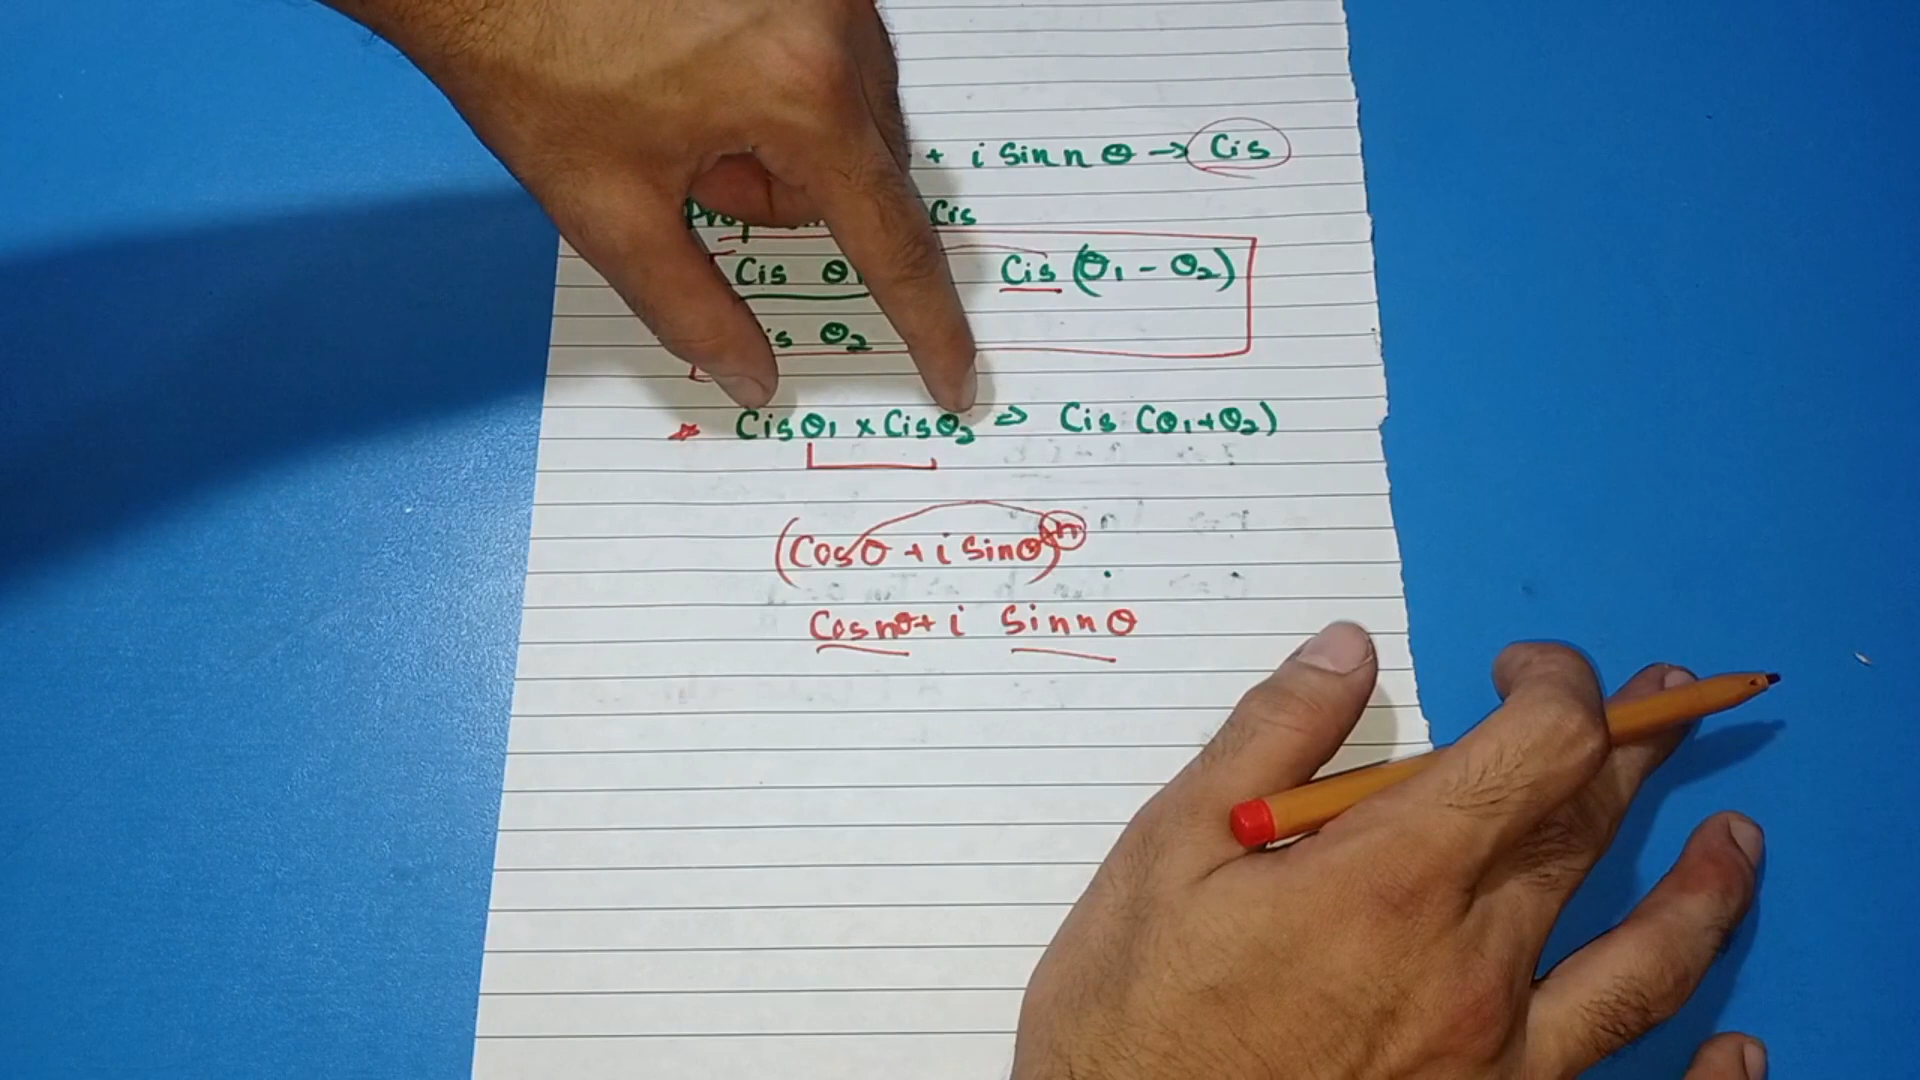 + i Sin n θ → Cis
Cis
Cis θ1 Cis (θ1 - θ2)
θ2
Cis θ1 x Cis θ2 ⇒ Cis (θ1+θ2)
(Cos θ + i Sin θ)^n
Cos nθ + i Sin n θ